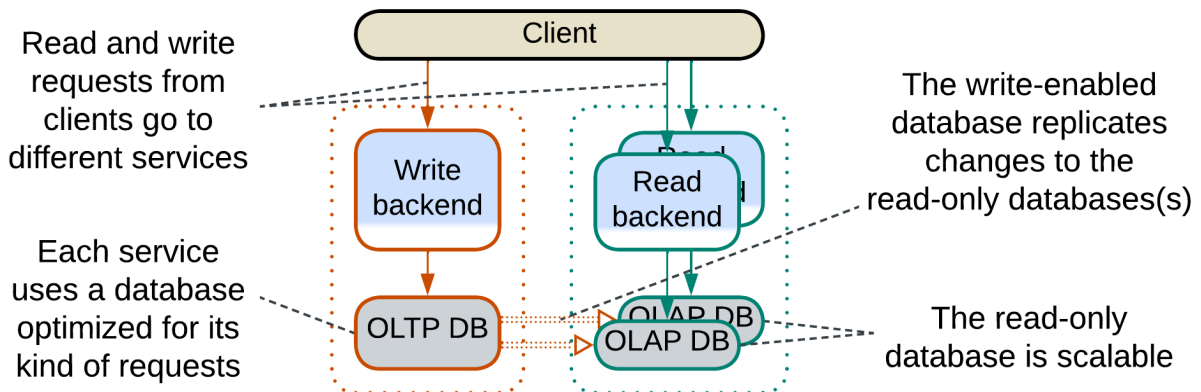 Client
Read and write
requests from
clients go to
different services
The write-enabled
database replicates
changes to the
read-only databases(s)
Write
backend
Read
backend
Each service
uses a database
optimized for its
kind of requests
OLTP DB
OLAP DB
OLAP DB
The read-only
database is scalable